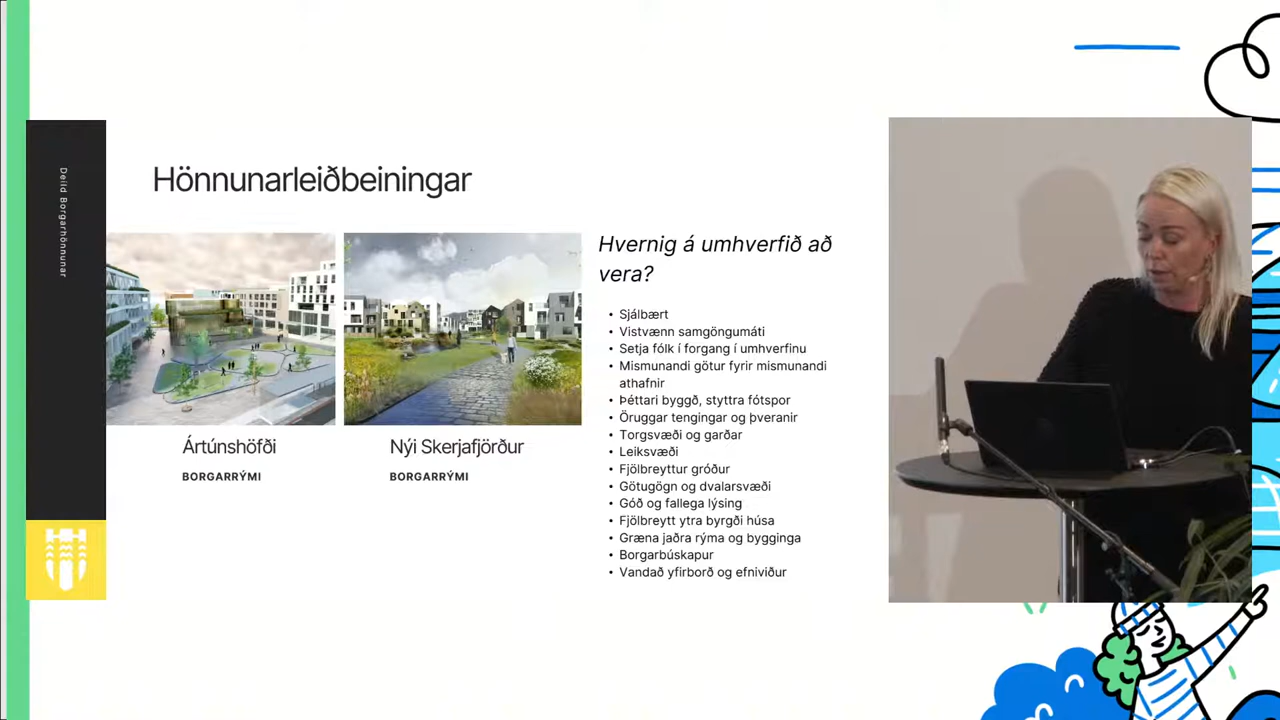 Deild Borgarhönnunar
Hönnunarleiðbeiningar
Ártúnshöfði
BORGARRÝMI
Nýi Skerjafjörður
BORGARRÝMI
Hvernig á umhverfið að
vera?
• Sjálbært
• Vistvænn samgöngumáti
• Setja fólk í forgang í umhverfinu
• Mismunandi götur fyrir mismunandi
athafnir
• Þéttari byggð, styttra fótspor
• Öruggar tengingar og þveranir
• Torgsvæði og garðar
• Leiksvæði
• Fjölbreyttur gróður
• Götugögn og dvalarsvæði
• Góð og fallega lýsing
• Fjölbreytt ytra byrgði húsa
• Græna jaðra rýma og bygginga
• Borgarbúskapur
• Vandað yfirborð og efniviður